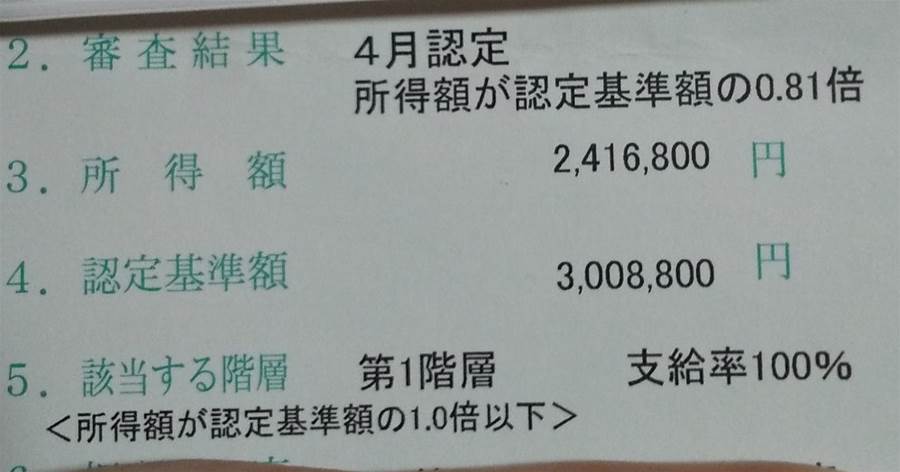 2. 審査結果 4月認定
所得額が認定基準額の0.81倍
3. 所得額 2,416,800 円
4. 認定基準額 3,008,800 円
5. 該当する階層 第1階層 支給率100%
<所得額が認定基準額の1.0倍以下>